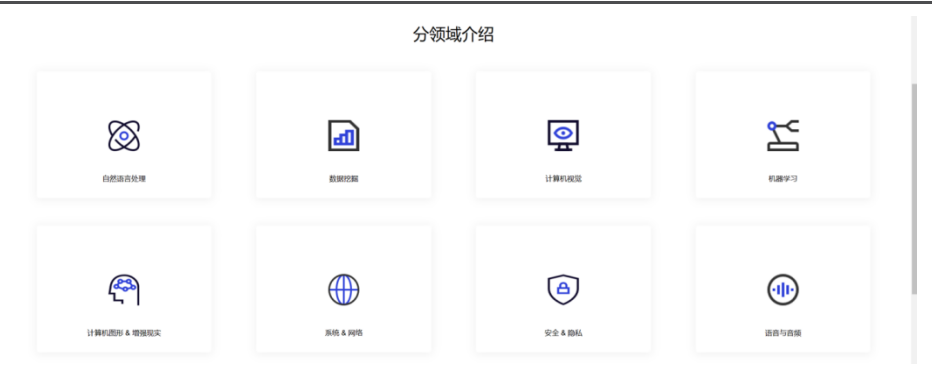 分领域介绍
自然语言处理
数据挖掘
计算机视觉
机器学习
计算机图形 & 增强现实
系统 & 网络
安全 & 隐私
语音与音频